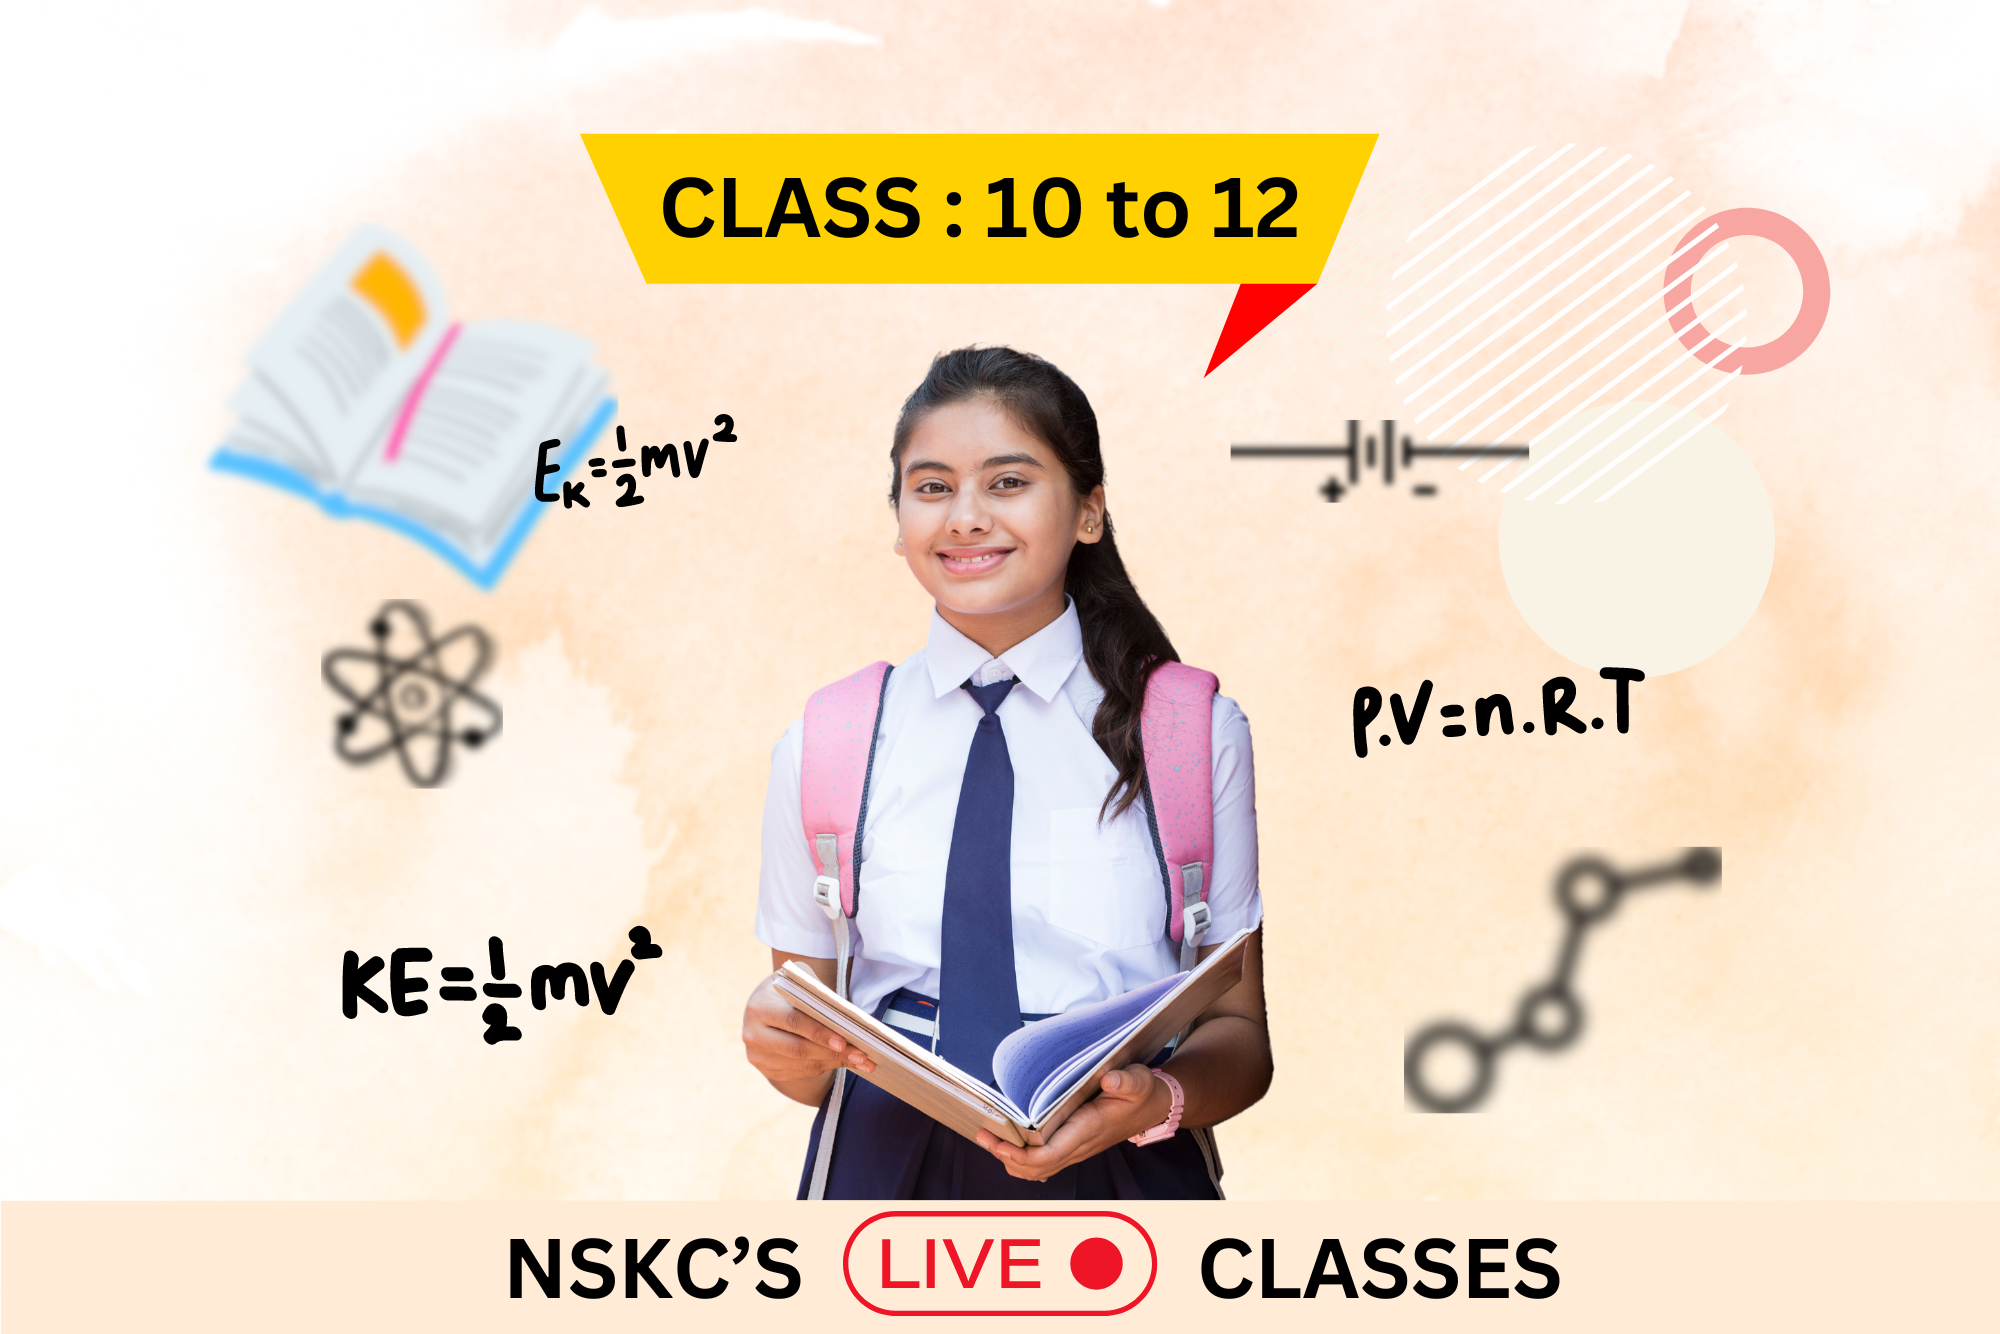 CLASS : 10 to 12
Eₖ=½mv²
+ -
P.V=n.R.T
KE=½mv²
NSKC'S LIVE CLASSES